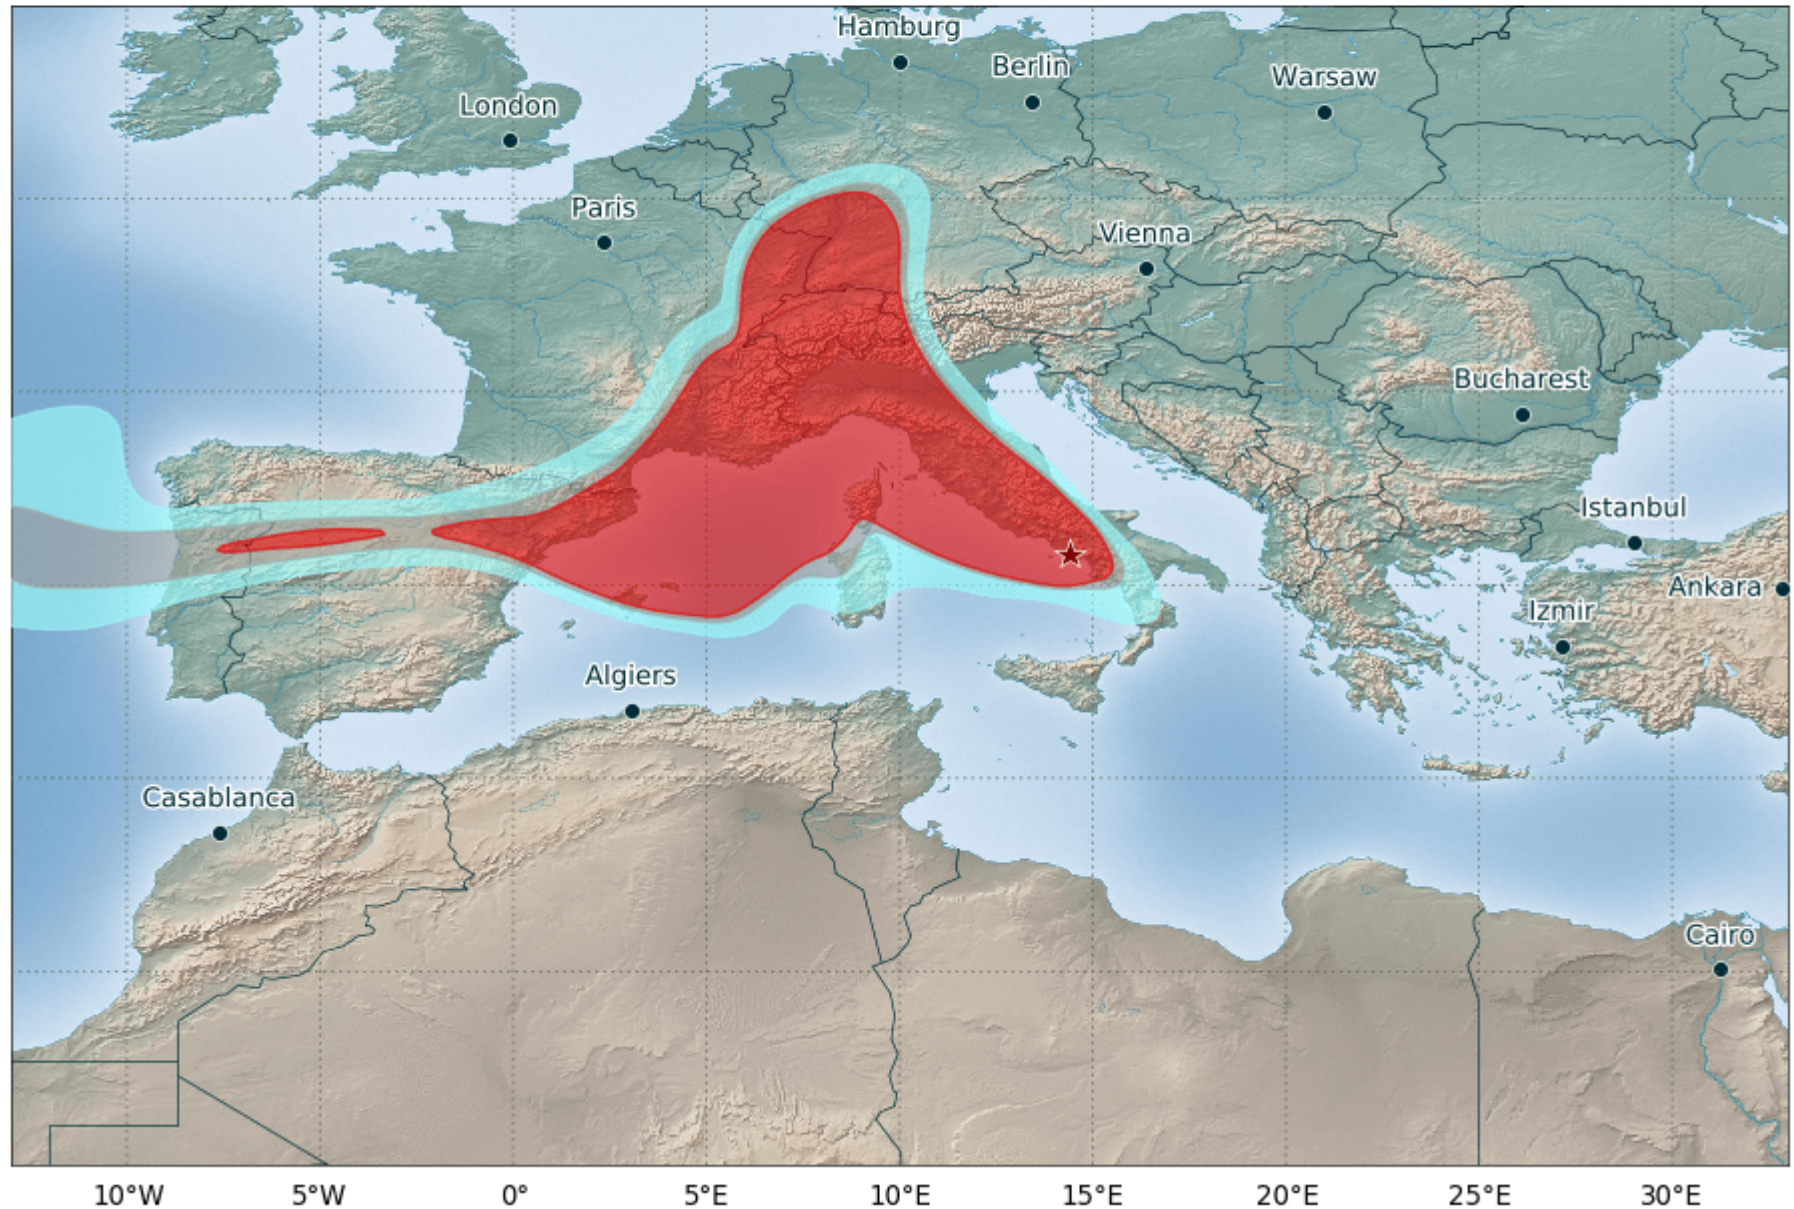 Hamburg
Berlin
Warsaw
London
Paris
Vienna
Bucharest
Istanbul
Ankara
Izmir
Algiers
Casablanca
Cairo
10°W 5°W 0° 5°E 10°E 15°E 20°E 25°E 30°E